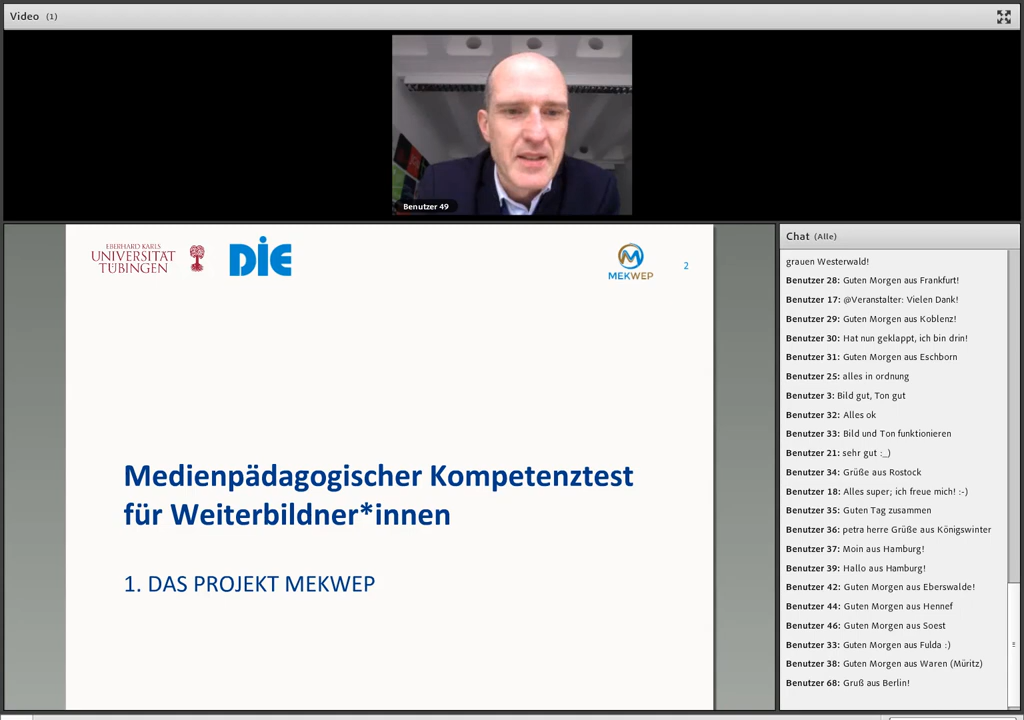 Video (1)
Benutzer 49
EBERHARD KARLS
UNIVERSITÄT
TÜBINGEN
DIE
MEKWEP
2
Medienpädagogischer Kompetenztest
für Weiterbildner*innen
1. DAS PROJEKT MEKWEP
Chat (Alle)
grauen Westerwald!
Benutzer 28: Guten Morgen aus Frankfurt!
Benutzer 17: @Veranstalter: Vielen Dank!
Benutzer 29: Guten Morgen aus Koblenz!
Benutzer 30: Hat nun geklappt, ich bin drin!
Benutzer 31: Guten Morgen aus Eschborn
Benutzer 25: alles in ordnung
Benutzer 3: Bild gut, Ton gut
Benutzer 32: Alles ok
Benutzer 33: Bild und Ton funktionieren
Benutzer 21: sehr gut :_)
Benutzer 34: Grüße aus Rostock
Benutzer 18: Alles super; ich freue mich! :-)
Benutzer 35: Guten Tag zusammen
Benutzer 36: petra herre Grüße aus Königswinter
Benutzer 37: Moin aus Hamburg!
Benutzer 39: Hallo aus Hamburg!
Benutzer 42: Guten Morgen aus Eberswalde!
Benutzer 44: Guten Morgen aus Hennef
Benutzer 46: Guten Morgen aus Soest
Benutzer 33: Guten Morgen aus Fulda :)
Benutzer 38: Guten Morgen aus Waren (Müritz)
Benutzer 68: Gruß aus Berlin!